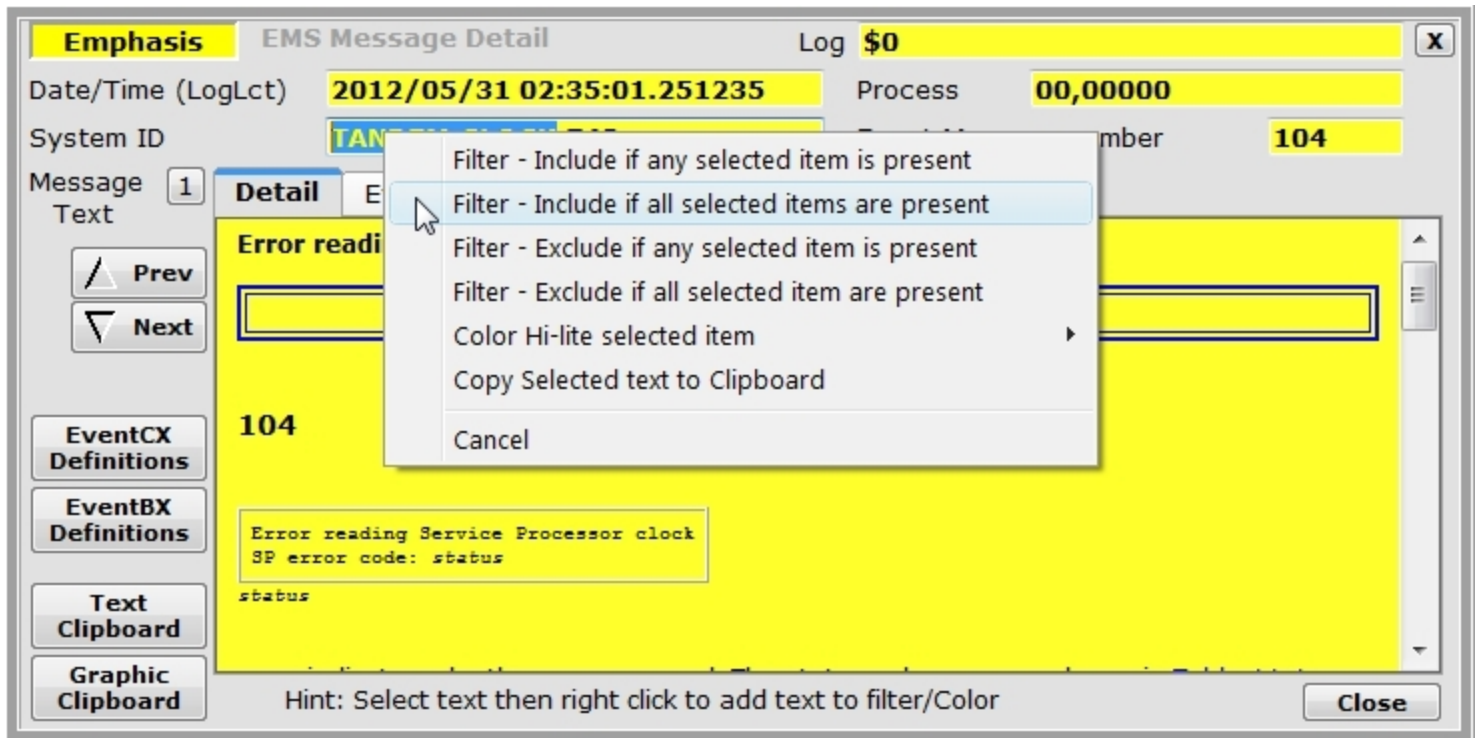 Emphasis EMS Message Detail Log $0 X
Date/Time (LogLct) 2012/05/31 02:35:01.251235 Process 00,00000
System ID mber 104
Message Text 1 Detail
Filter - Include if any selected item is present
Filter - Include if all selected items are present
Filter - Exclude if any selected item is present
Filter - Exclude if all selected item are present
Color Hi-lite selected item
Copy Selected text to Clipboard
Cancel
Error readi
Prev
Next
104
EventCX
Definitions
EventBX
Definitions
Error reading Service Processor clock
SP error code: status
status
Text
Clipboard
Graphic
Clipboard
Hint: Select text then right click to add text to filter/Color Close